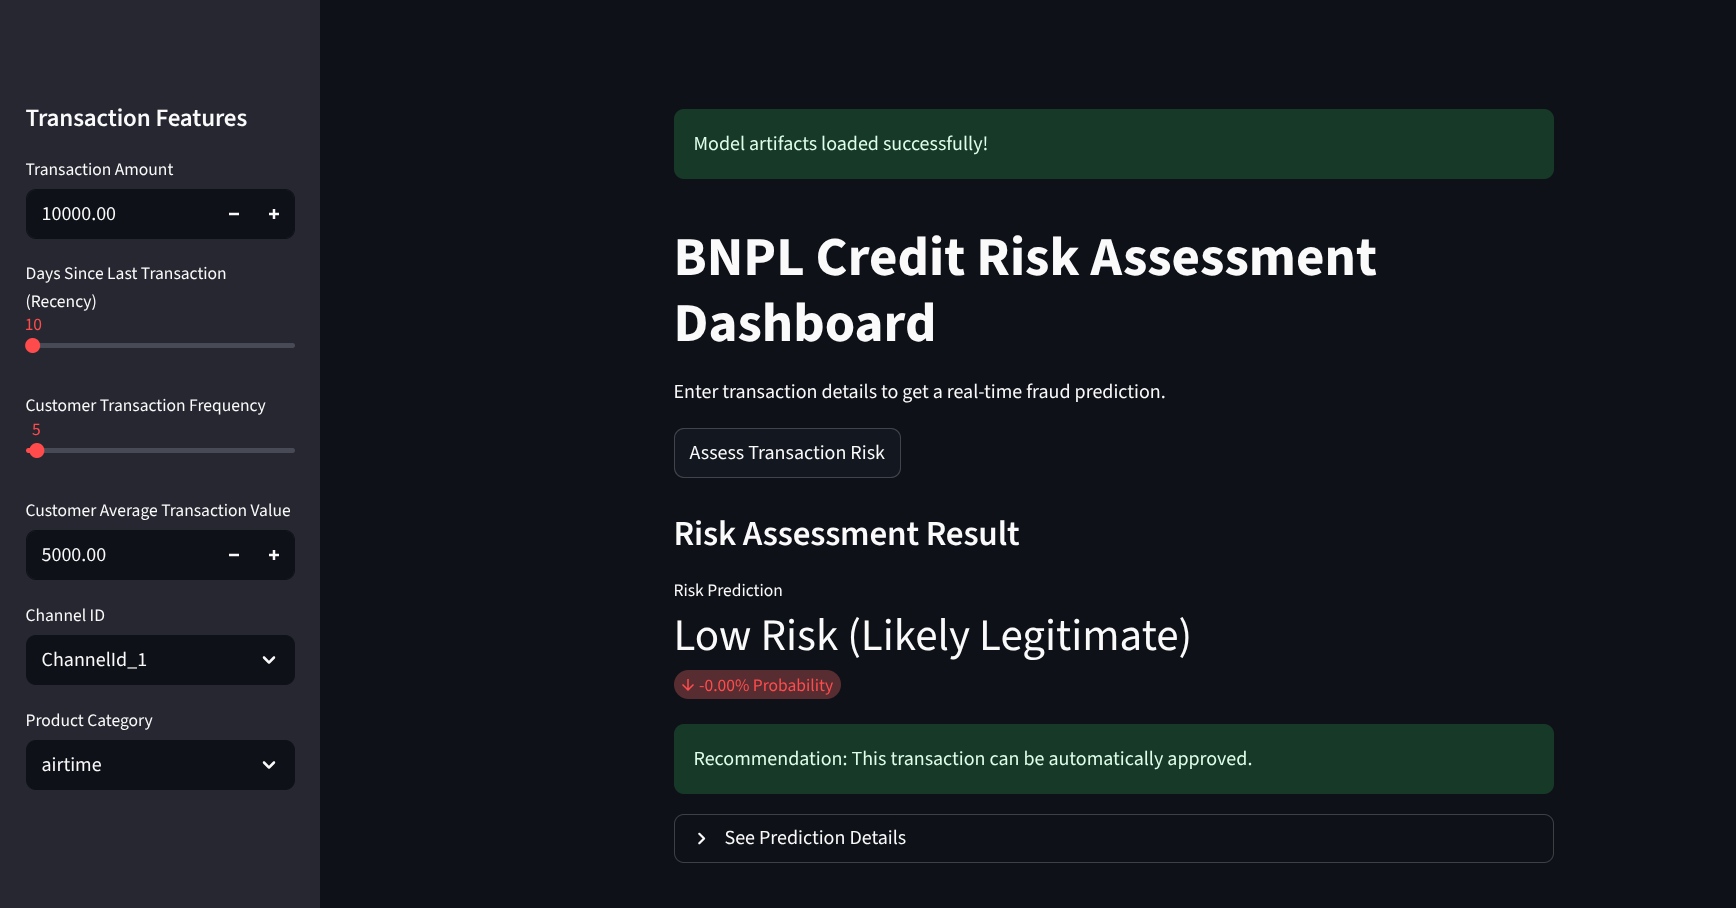 Transaction Features
Transaction Amount
10000.00
Days Since Last Transaction
(Recency)
10
Customer Transaction Frequency
5
Customer Average Transaction Value
5000.00
Channel ID
ChannelId_1
Product Category
airtime
Model artifacts loaded successfully!
BNPL Credit Risk Assessment
Dashboard
Enter transaction details to get a real-time fraud prediction.
Assess Transaction Risk
Risk Assessment Result
Risk Prediction
Low Risk (Likely Legitimate)
↓ -0.00% Probability
Recommendation: This transaction can be automatically approved.
See Prediction Details